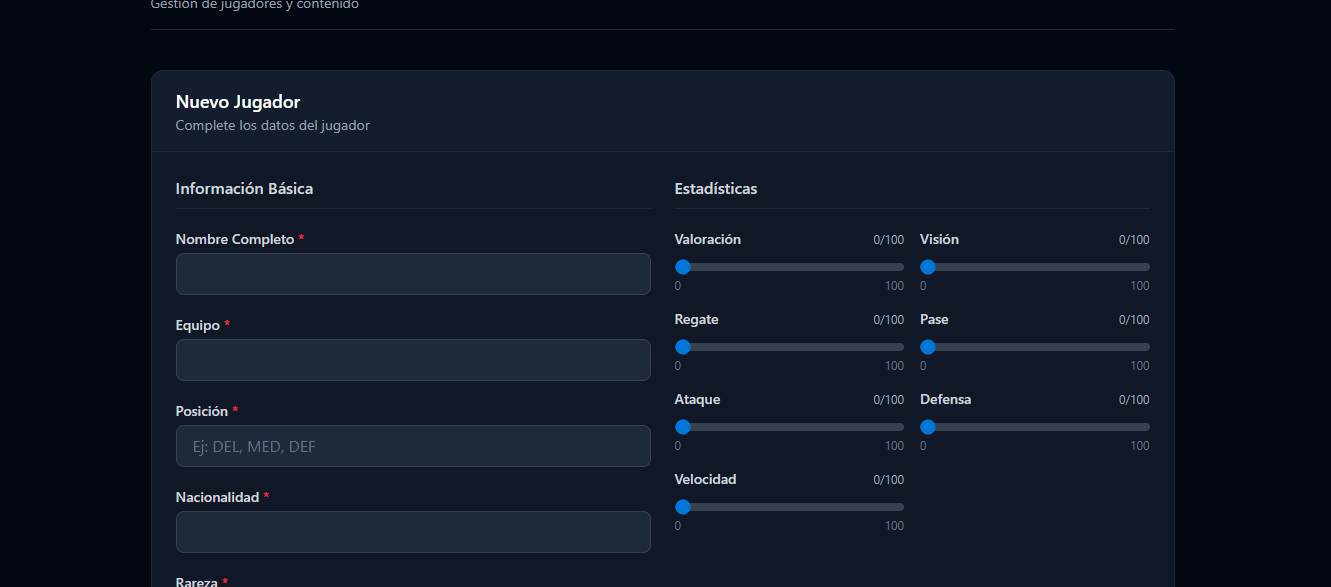 Gestión de jugadores y contenido
Nuevo Jugador
Complete los datos del jugador
Información Básica
Nombre Completo *
Equipo *
Posición *
Ej: DEL, MED, DEF
Nacionalidad *
Rareza *
Estadísticas
Valoración 0/100
0 100
Visión 0/100
0 100
Regate 0/100
0 100
Pase 0/100
0 100
Ataque 0/100
0 100
Defensa 0/100
0 100
Velocidad 0/100
0 100